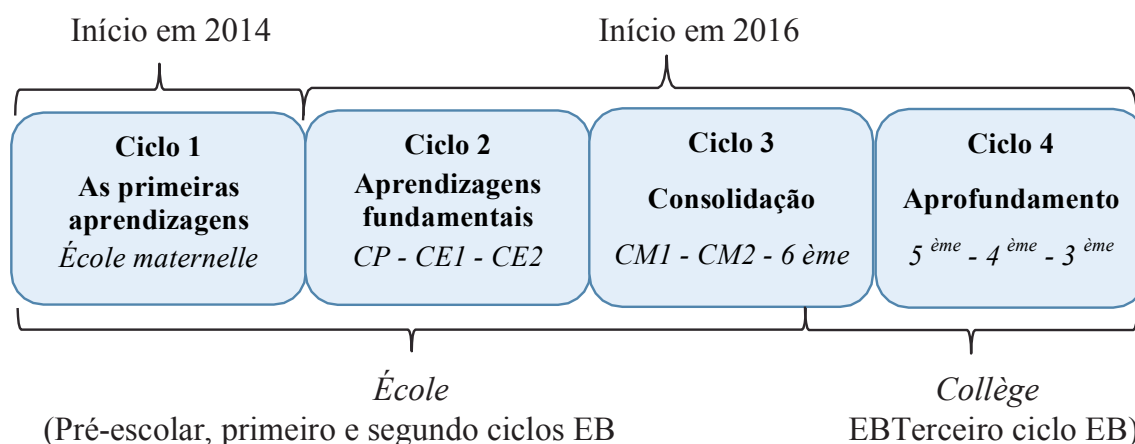 Início em 2014
Início em 2016
Ciclo 1
As primeiras
aprendizagens
École maternelle
Ciclo 2
Aprendizagens
fundamentais
CP - CE1 - CE2
Ciclo 3
Consolidação
CM1 - CM2 - 6 ème
Ciclo 4
Aprofundamento
5 ème - 4 ème - 3 ème
École
(Pré-escolar, primeiro e segundo ciclos EB
Collège
EBTerceiro ciclo EB)